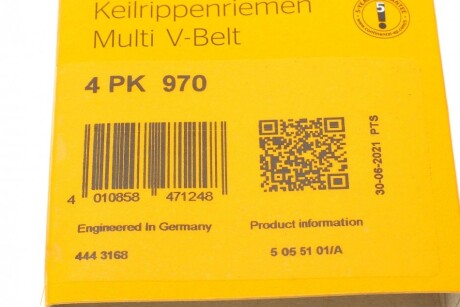 Keilrippenriemen
Multi V-Belt
5
4 PK 970
4 010858 471248
30-06-2021 PTS
Engineered In Germany
Product information
444 3168
5 05 51 01/A